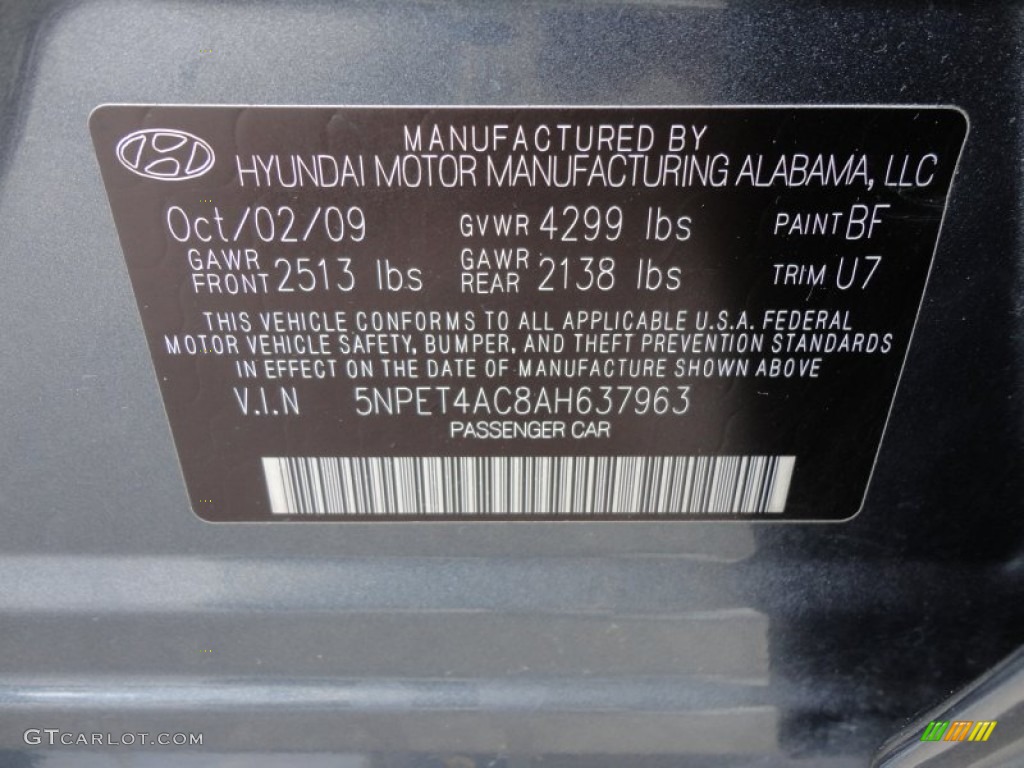 MANUFACTURED BY
HYUNDAI MOTOR MANUFACTURING ALABAMA, LLC
Oct/02/09 GVWR 4299 lbs PAINT BF
GAWR FRONT 2513 lbs GAWR REAR 2138 lbs TRIM U7
THIS VEHICLE CONFORMS TO ALL APPLICABLE U.S.A. FEDERAL
MOTOR VEHICLE SAFETY, BUMPER, AND THEFT PREVENTION STANDARDS
IN EFFECT ON THE DATE OF MANUFACTURE SHOWN ABOVE
V.I.N 5NPET4AC8AH637963
PASSENGER CAR
GTCARLOT.COM